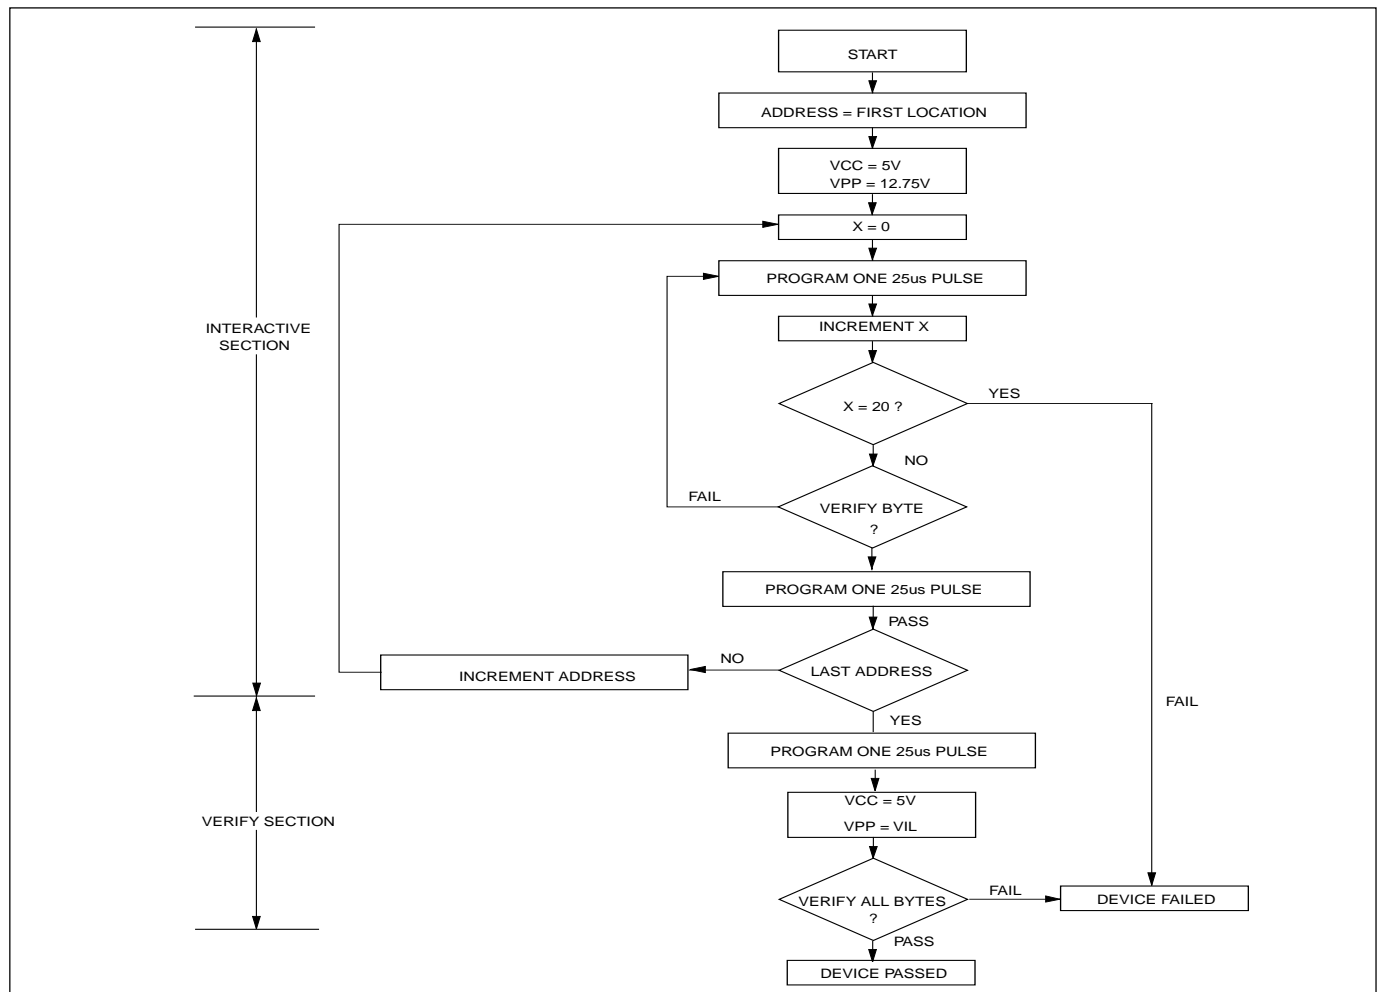 START
ADDRESS = FIRST LOCATION
VCC = 5V
VPP = 12.75V
X = 0
PROGRAM ONE 25us PULSE
INCREMENT X
INTERACTIVE
SECTION
X = 20 ?
YES
NO
FAIL
VERIFY BYTE
?
PROGRAM ONE 25us PULSE
PASS
LAST ADDRESS
NO
INCREMENT ADDRESS
FAIL
YES
PROGRAM ONE 25us PULSE
VCC = 5V
VPP = VIL
VERIFY SECTION
VERIFY ALL BYTES
?
FAIL
DEVICE FAILED
PASS
DEVICE PASSED